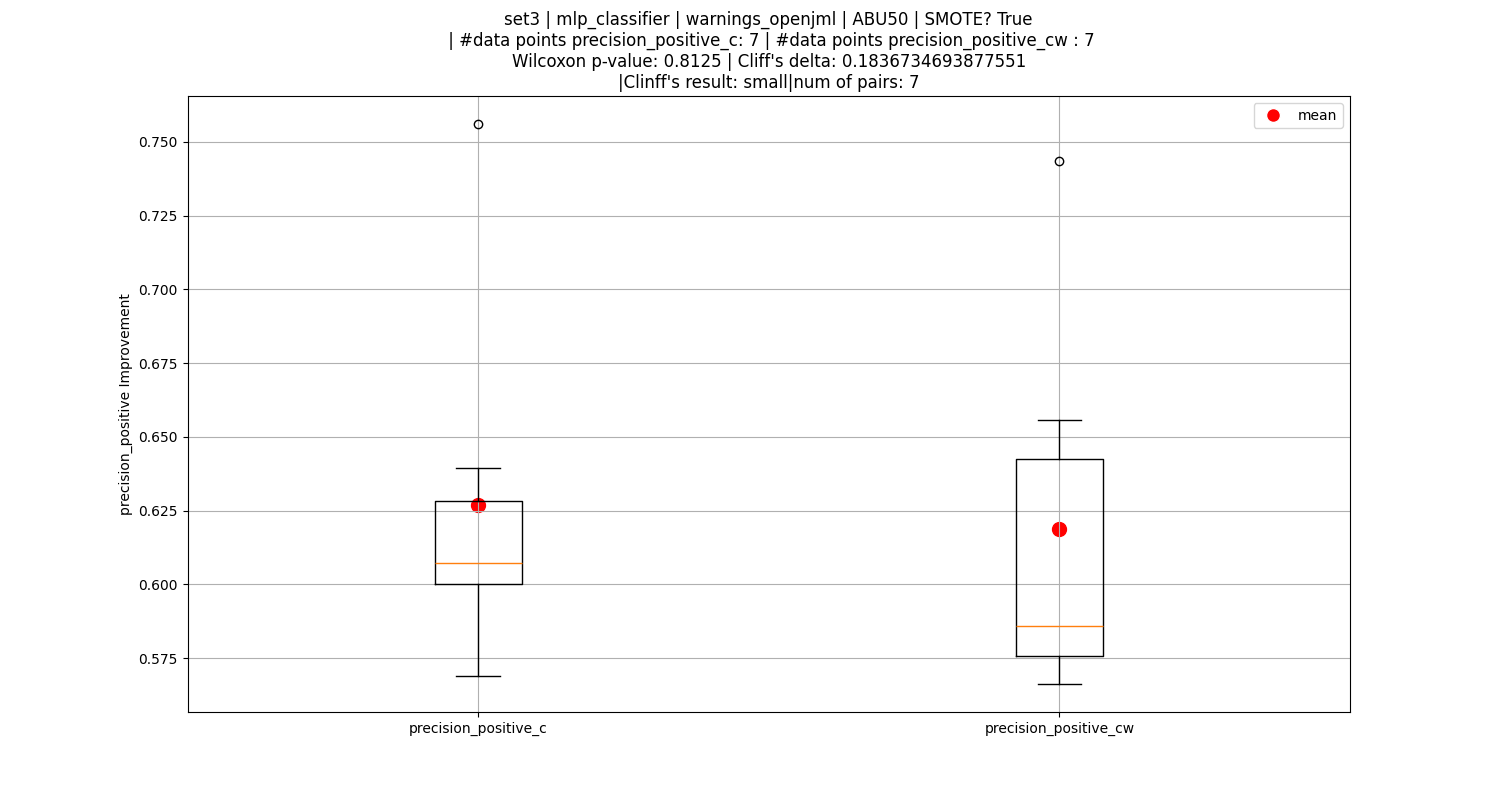 set3 | mlp_classifier | warnings_openjml | ABU50 | SMOTE? True
| #data points precision_positive_c: 7 | #data points precision_positive_cw : 7
Wilcoxon p-value: 0.8125 | Cliff's delta: 0.1836734693877551
|Clinff's result: small|num of pairs: 7
mean
0.750
0.725
0.700
0.675
0.650
0.625
0.600
0.575
precision_positive Improvement
precision_positive_c
precision_positive_cw